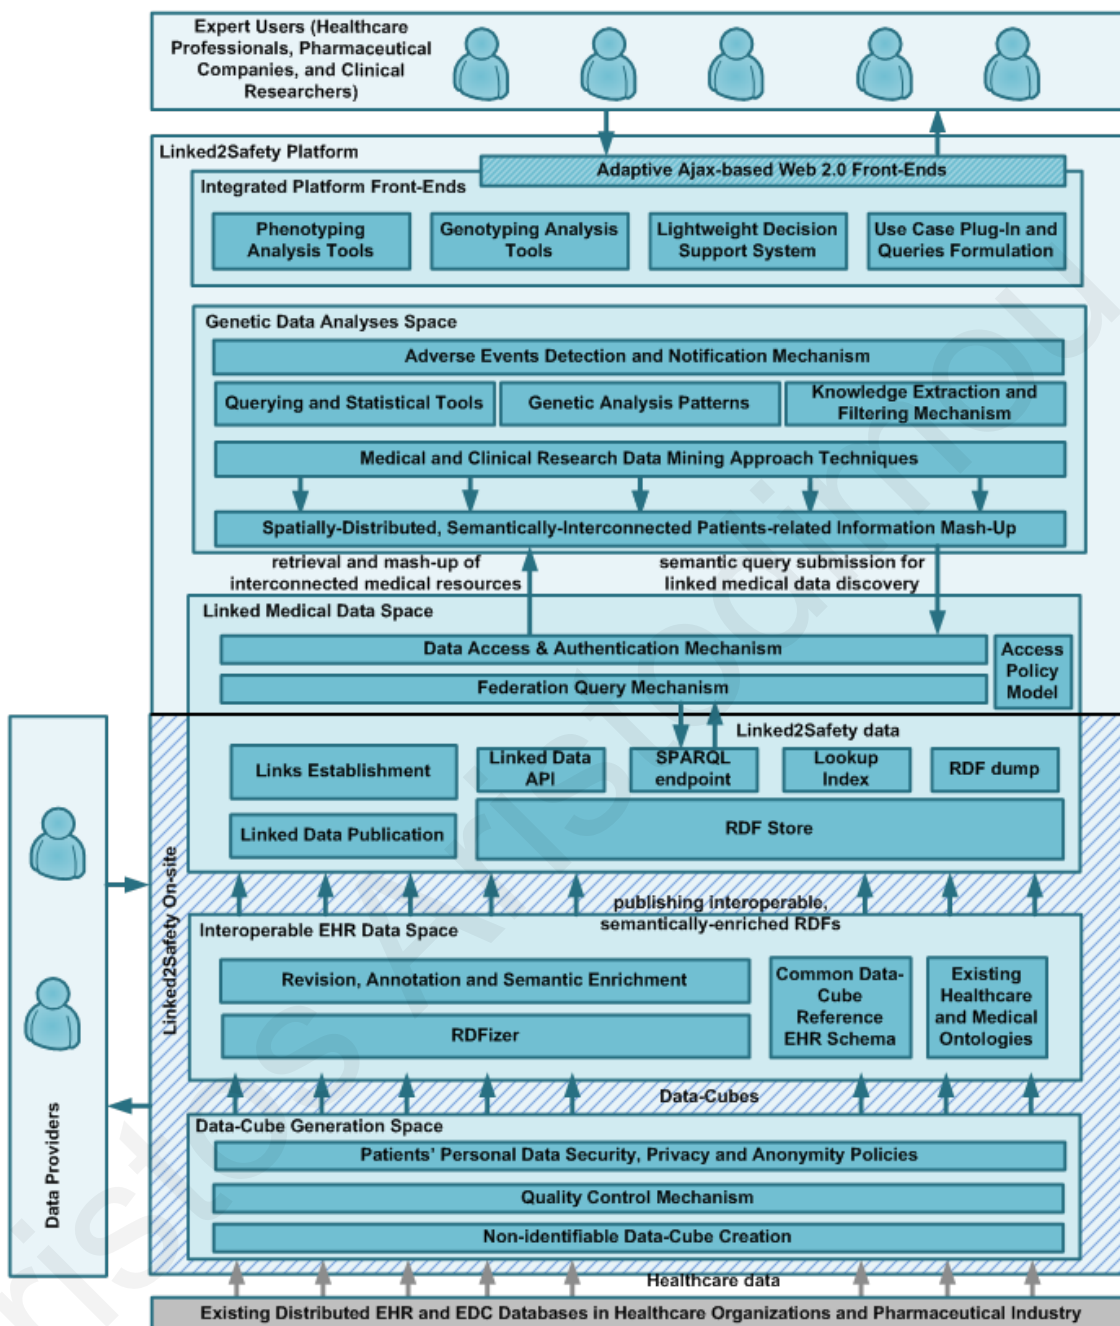 Expert Users (Healthcare
Professionals, Pharmaceutical
Companies, and Clinical
Researchers)
Linked2Safety Platform
Adaptive Ajax-based Web 2.0 Front-Ends
Integrated Platform Front-Ends
Phenotyping
Analysis Tools
Genotyping Analysis
Tools
Lightweight Decision
Support System
Use Case Plug-In and
Queries Formulation
Genetic Data Analyses Space
Adverse Events Detection and Notification Mechanism
Querying and Statistical Tools
Genetic Analysis Patterns
Knowledge Extraction and
Filtering Mechanism
Medical and Clinical Research Data Mining Approach Techniques
Spatially-Distributed, Semantically-Interconnected Patients-related Information Mash-Up
retrieval and mash-up of
interconnected medical resources
semantic query submission for
linked medical data discovery
Linked Medical Data Space
Data Access & Authentication Mechanism
Federation Query Mechanism
Access
Policy
Model
Linked2Safety data
Links Establishment
Linked Data
API
SPARQL
endpoint
Lookup
Index
RDF dump
Linked Data Publication
RDF Store
Linked2Safety On-site
publishing interoperable,
semantically-enriched RDFs
Interoperable EHR Data Space
Revision, Annotation and Semantic Enrichment
RDFizer
Common Data-
Cube
Reference
EHR Schema
Existing
Healthcare
and Medical
Ontologies
Data-Cubes
Data Providers
Data-Cube Generation Space
Patients' Personal Data Security, Privacy and Anonymity Policies
Quality Control Mechanism
Non-identifiable Data-Cube Creation
Healthcare data
Existing Distributed EHR and EDC Databases in Healthcare Organizations and Pharmaceutical Industry
Aristos Aristodimou